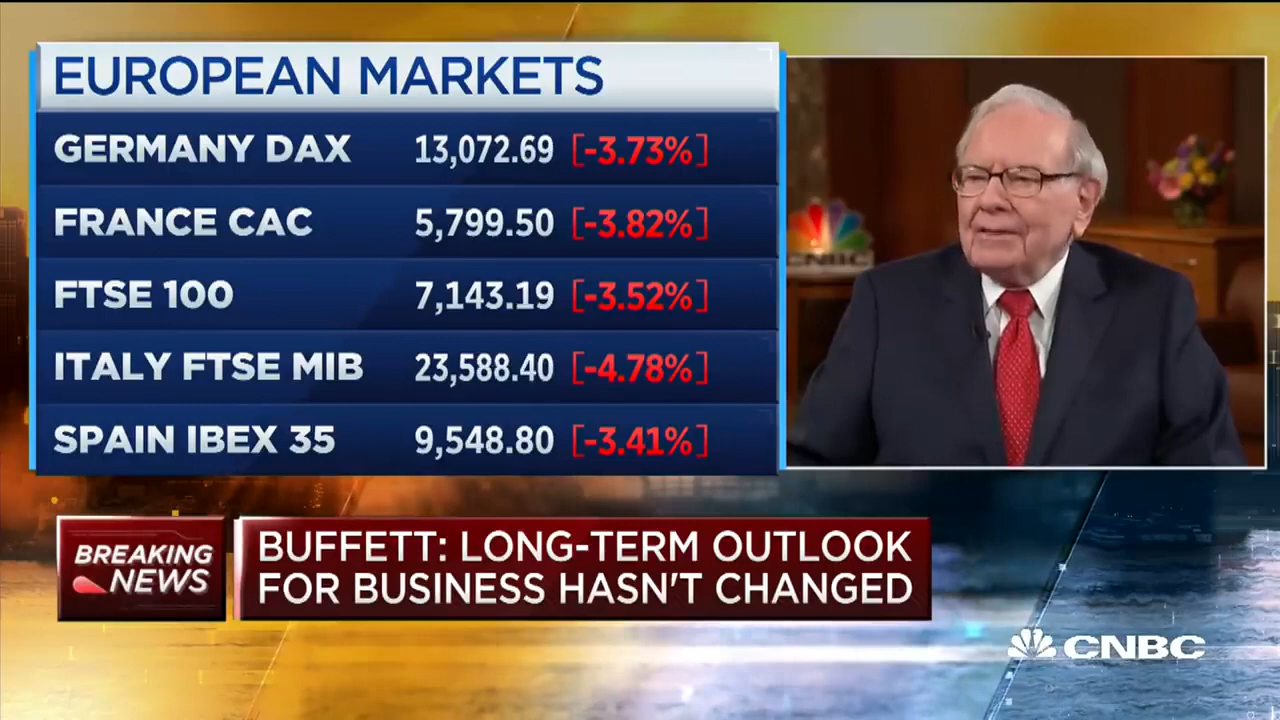 EUROPEAN MARKETS
GERMANY DAX 13,072.69 [-3.73%]
FRANCE CAC 5,799.50 [-3.82%]
FTSE 100 7,143.19 [-3.52%]
ITALY FTSE MIB 23,588.40 [-4.78%]
SPAIN IBEX 35 9,548.80 [-3.41%]
CNBC
BREAKING
NEWS
BUFFETT: LONG-TERM OUTLOOK
FOR BUSINESS HASN'T CHANGED
CNBC